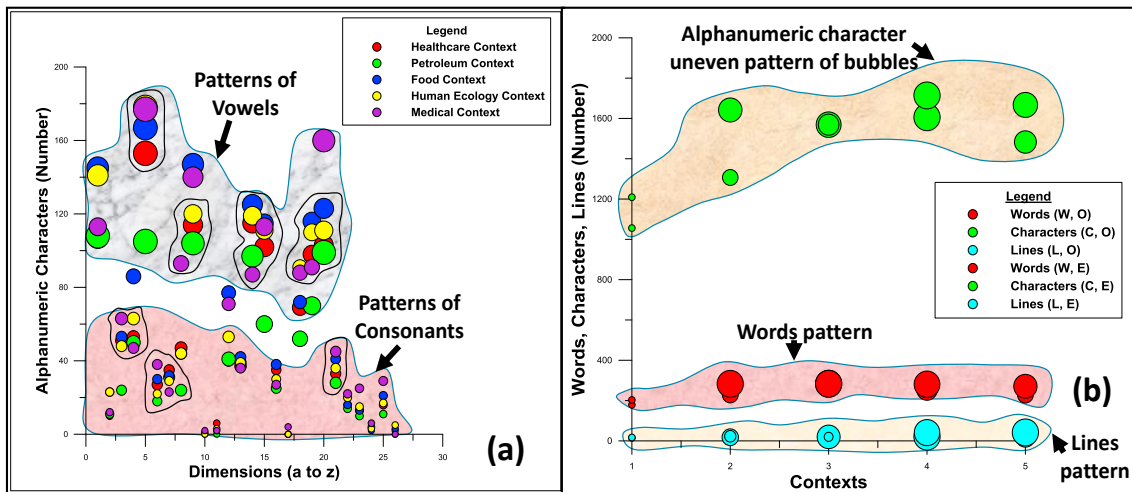 Alphanumeric Characters (Number)
200
160
120
80
40
0
Patterns of
Vowels
Legend
Healthcare Context
Petroleum Context
Food Context
Human Ecology Context
Medical Context
Patterns of
Consonants
(a)
0
5
10
15
20
25
30
Dimensions (a to z)
Words, Characters, Lines (Number)
2000
1600
1200
800
400
0
Alphanumeric character
uneven pattern of bubbles
Legend
Words (W, O)
Characters (C, O)
Lines (L, O)
Words (W, E)
Characters (C, E)
Lines (L, E)
Words pattern
(b)
Lines
pattern
1
2
3
4
5
Contexts